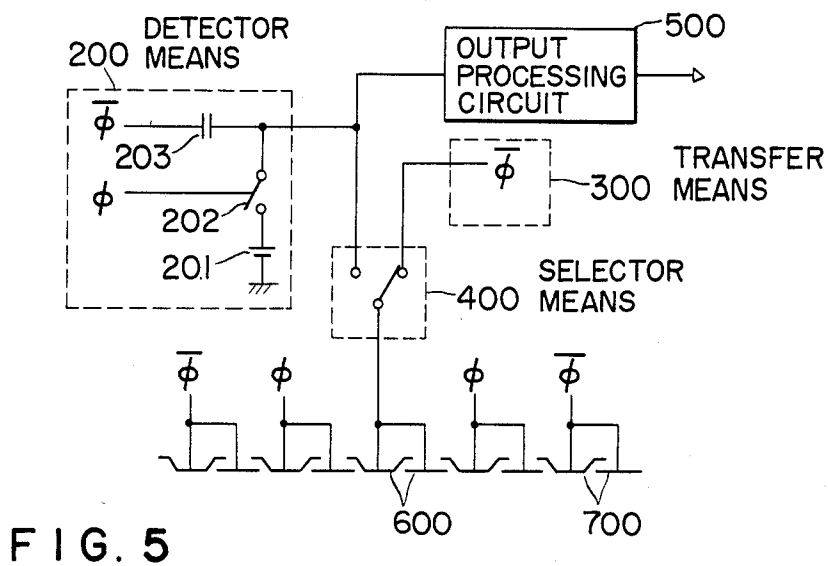 200
DETECTOR
MEANS
500
OUTPUT
PROCESSING
CIRCUIT
ϕ̅
203
ϕ
202
201
ϕ̅
300
TRANSFER
MEANS
400
SELECTOR
MEANS
ϕ̅
ϕ
ϕ
ϕ̅
600
700
FIG. 5